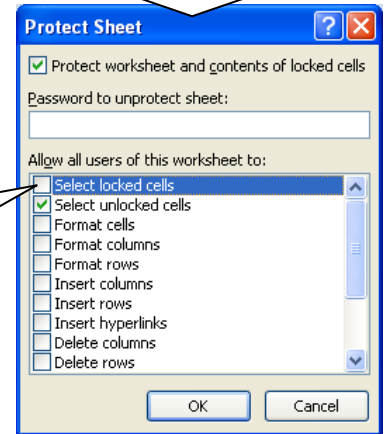 Protect Sheet
Protect worksheet and contents of locked cells
Password to unprotect sheet:
Allow all users of this worksheet to:
Select locked cells
Select unlocked cells
Format cells
Format columns
Format rows
Insert columns
Insert rows
Insert hyperlinks
Delete columns
Delete rows
OK
Cancel